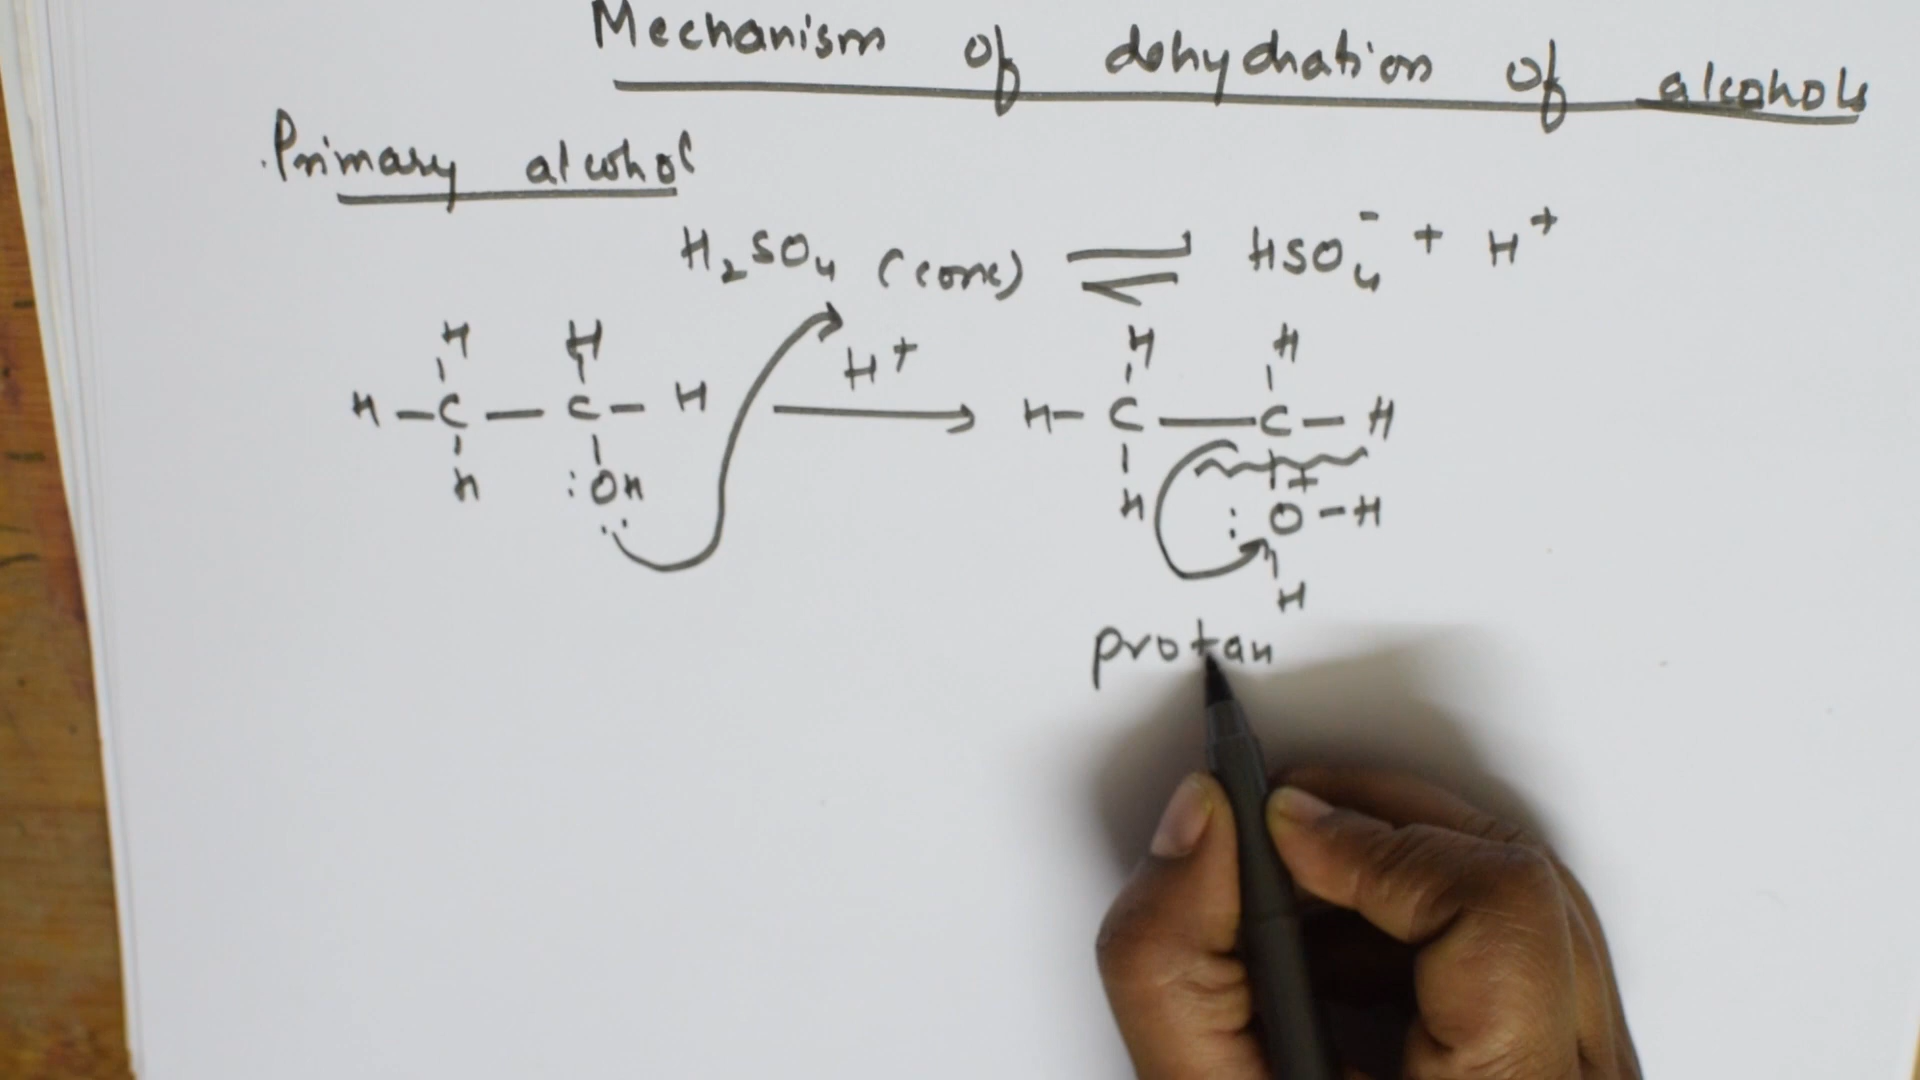 Mechanism of dehydration of alcohols
Primary alcohol
H₂SO₄ (conc) ⇌ HSO₄⁻ + H⁺
H H H⁺ H H
H – C — C – H → H – C — C – H
H :OH H :O⁺ – H
H
protan